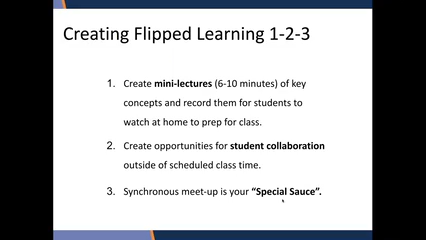 Creating Flipped Learning 1-2-3
1. Create mini-lectures (6-10 minutes) of key
concepts and record them for students to
watch at home to prep for class.
2. Create opportunities for student collaboration
outside of scheduled class time.
3. Synchronous meet-up is your “Special Sauce”.